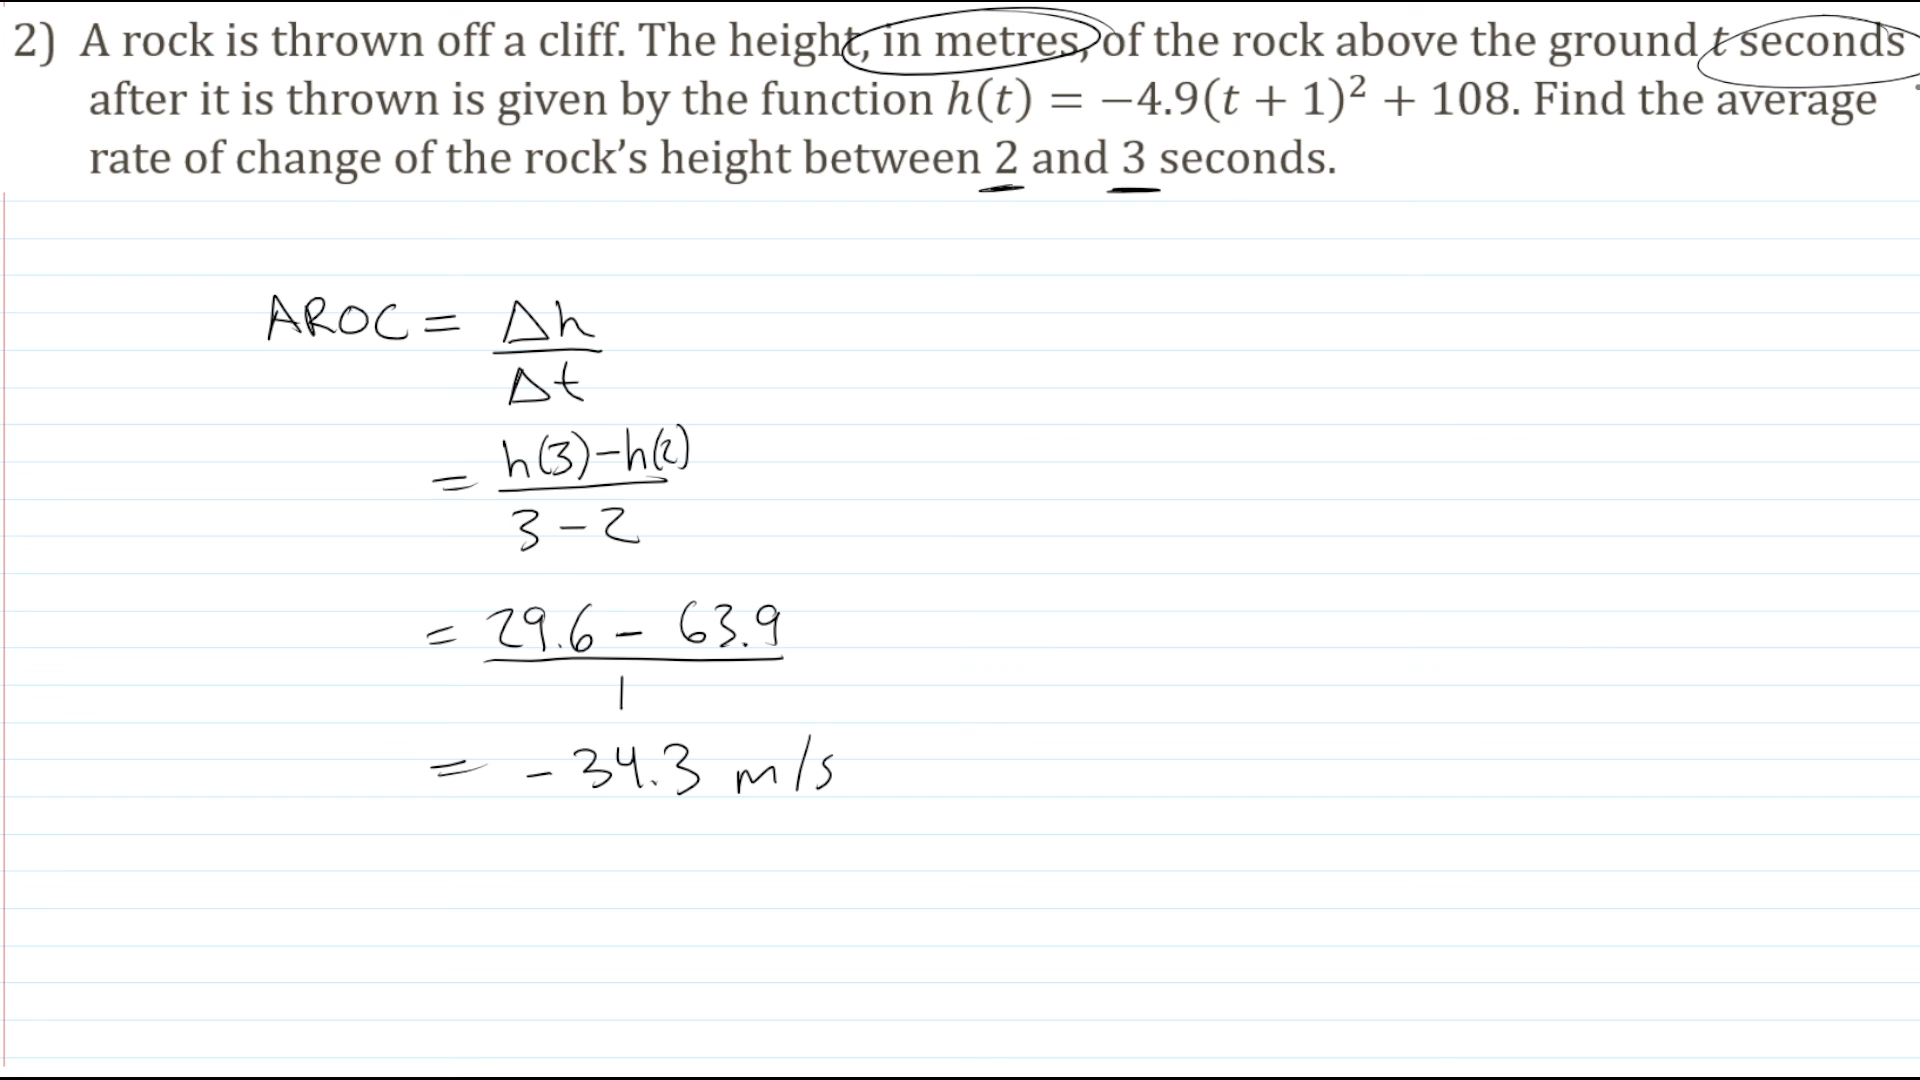 2) A rock is thrown off a cliff. The height, in metres, of the rock above the ground t seconds
after it is thrown is given by the function h(t) = −4.9(t + 1)² + 108. Find the average
rate of change of the rock’s height between 2 and 3 seconds.
AROC = Δh
Δt
= h(3)-h(2)
3-2
= 29.6 - 63.9
1
= -34.3 m/s